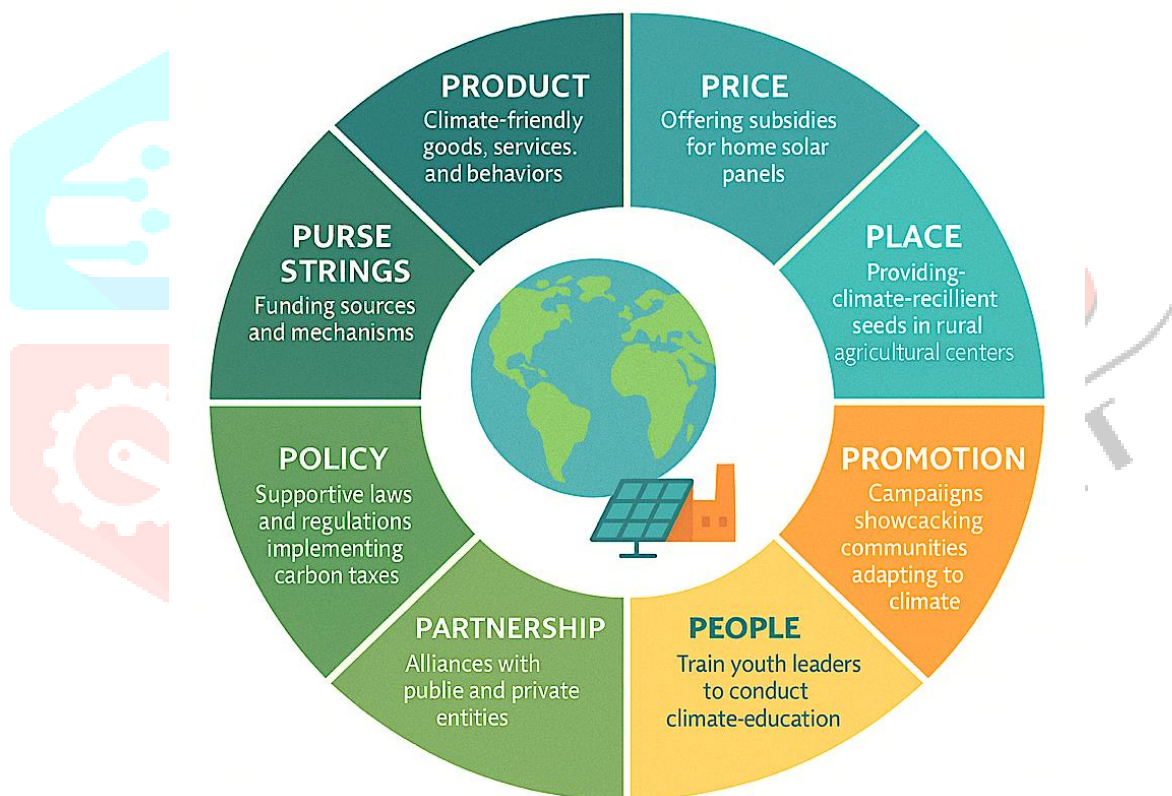 PRODUCT
Climate-friendly
goods, services.
and behaviors
PRICE
Offering subsidies
for home solar
panels
PLACE
Providing-
climate-recillient
seeds in rural
agricultural centers
PROMOTION
Campaiigns
showcacking
communities
adapting to
climate
PEOPLE
Train youth leaders
to conduct
climate-education
PARTNERSHIP
Alliances with
publie and private
entities
POLICY
Supportive laws
and regulations
implementing
carbon taxes
PURSE
STRINGS
Funding sources
and mechanisms